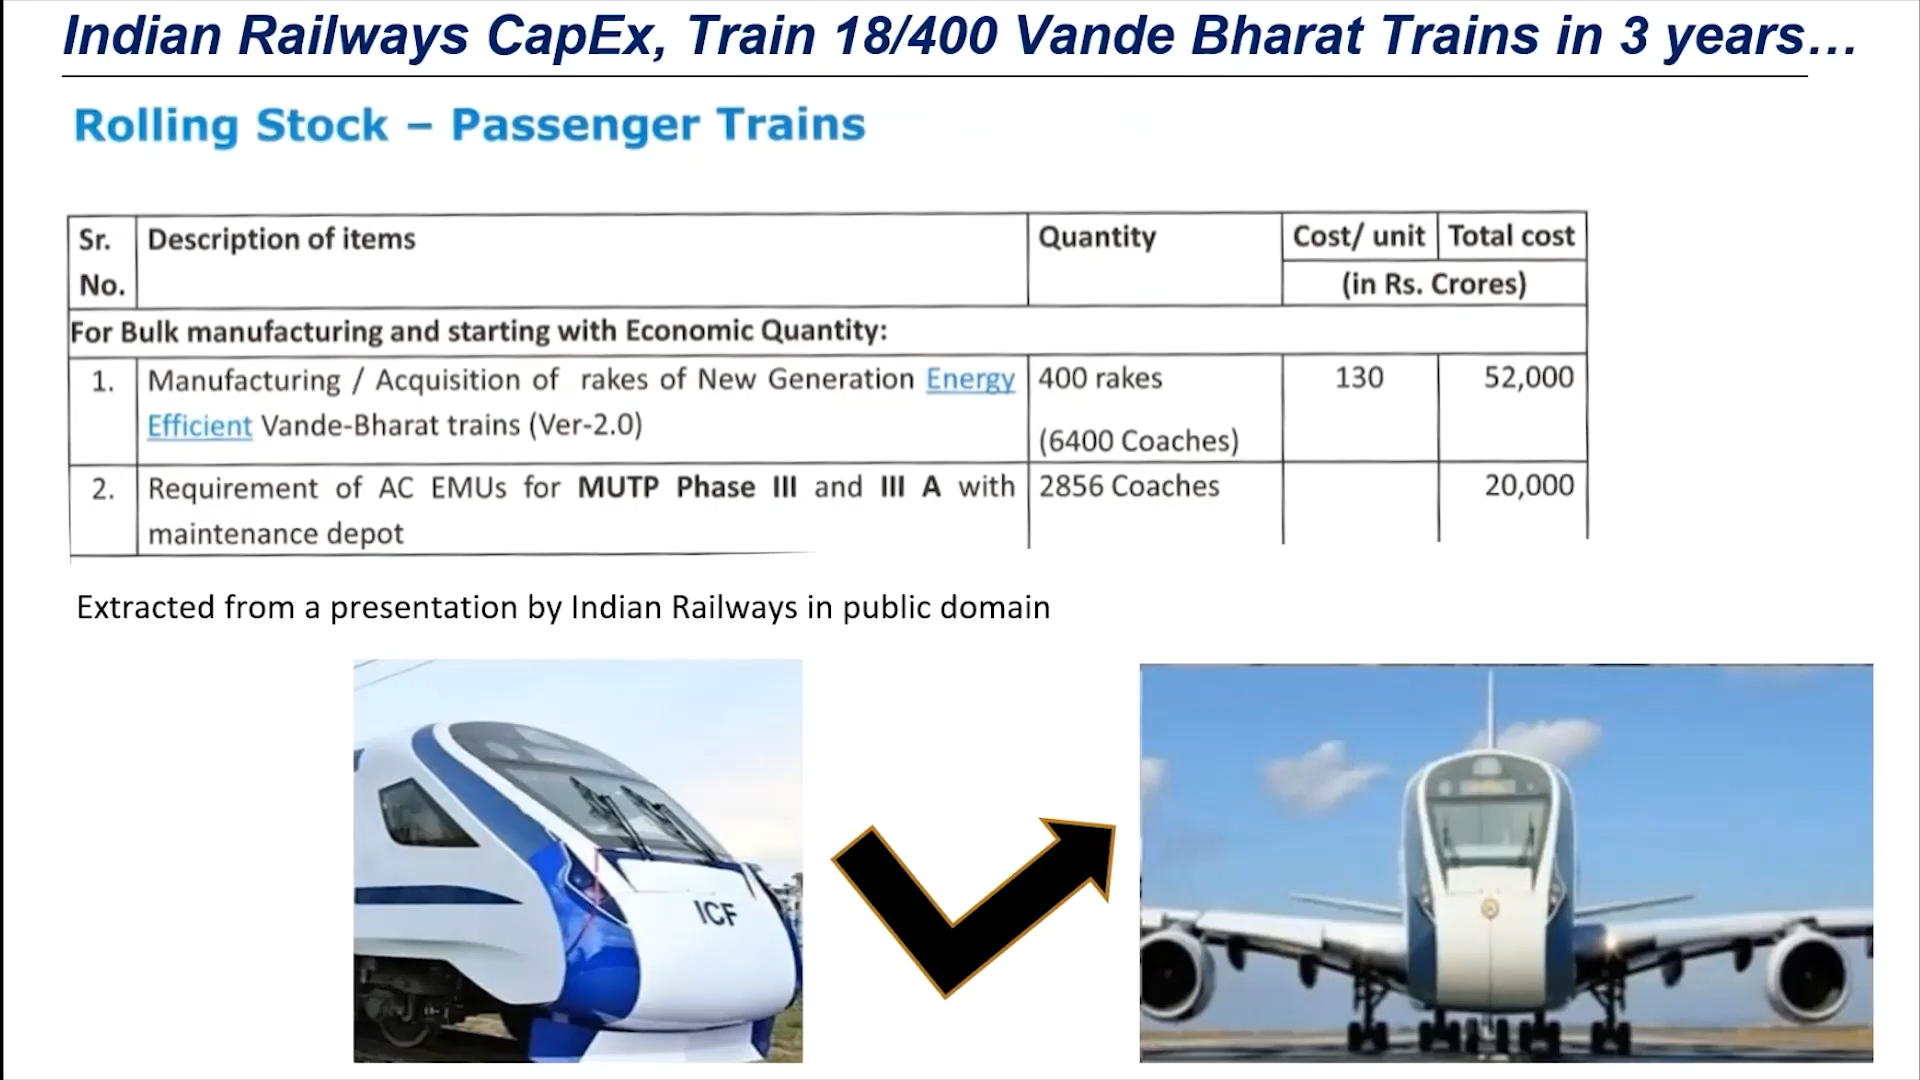 Indian Railways CapEx, Train 18/400 Vande Bharat Trains in 3 years...
Rolling Stock – Passenger Trains
Sr. No. Description of items Quantity Cost/ unit Total cost
(in Rs. Crores)
For Bulk manufacturing and starting with Economic Quantity:
1. Manufacturing / Acquisition of rakes of New Generation Energy 400 rakes 130 52,000
Efficient Vande-Bharat trains (Ver-2.0) (6400 Coaches)
2. Requirement of AC EMUs for MUTP Phase III and III A with 2856 Coaches 20,000
maintenance depot
Extracted from a presentation by Indian Railways in public domain
ICF